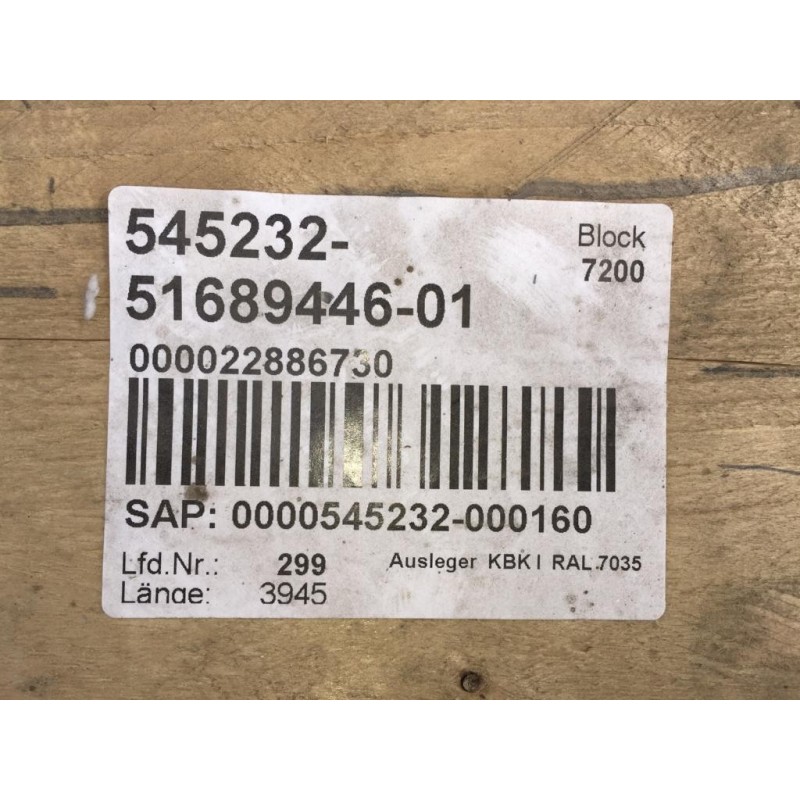 545232-
51689446-01
Block
7200
000022886730
SAP: 0000545232-000160
Lfd.Nr.: 299
Ausleger KBK I RAL 7035
Länge: 3945